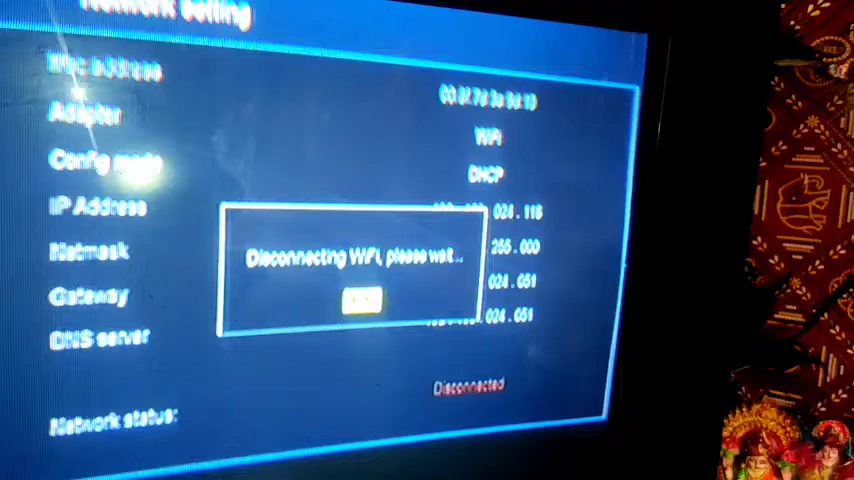 Network setting
Mac address
Adapter WiFi
Config mode DHCP
IP Address 024.116
Netmask 255.000
Gateway 024.051
DNS server 024.051
Disconnecting WiFi, please wait...
Network status: Disconnected